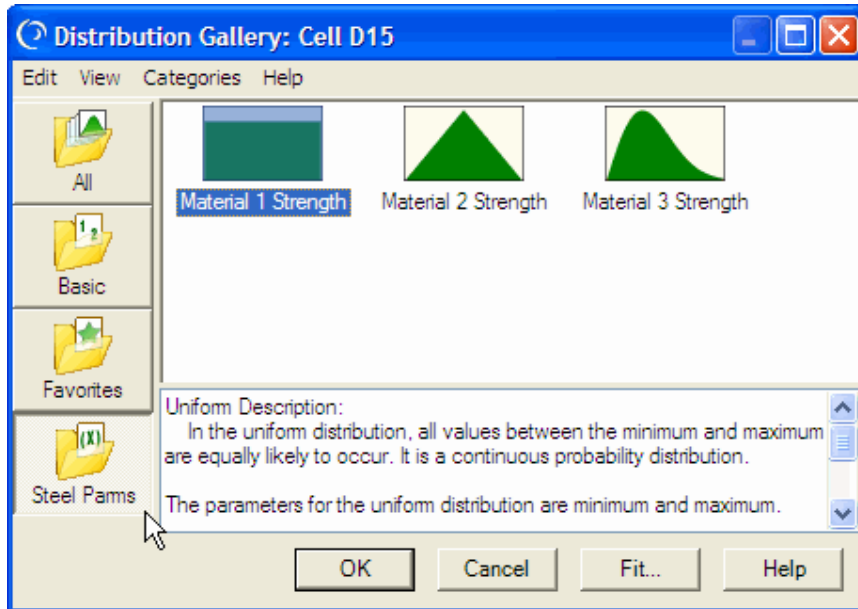 Distribution Gallery: Cell D15
Edit View Categories Help
All
Basic
Favorites
Steel Parms
Material 1 Strength Material 2 Strength Material 3 Strength
Uniform Description:
In the uniform distribution, all values between the minimum and maximum
are equally likely to occur. It is a continuous probability distribution.
The parameters for the uniform distribution are minimum and maximum.
OK Cancel Fit... Help